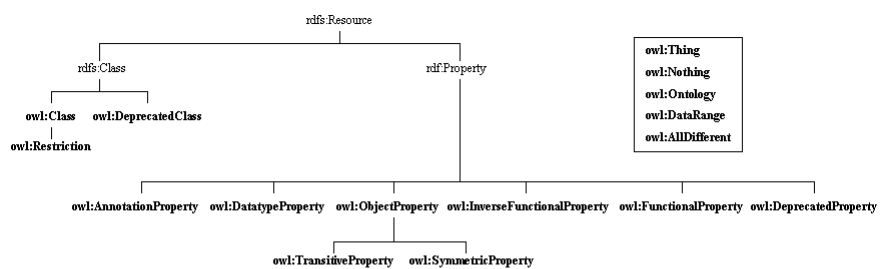 rdfs:Resource
rdfs:Class
rdf:Property
owl:Class
owl:DeprecatedClass
owl:Restriction
owl:Thing
owl:Nothing
owl:Ontology
owl:DataRange
owl:AllDifferent
owl:AnnotationProperty
owl:DatatypeProperty
owl:ObjectProperty
owl:InverseFunctionalProperty
owl:FunctionalProperty
owl:DeprecatedProperty
owl:TransitiveProperty
owl:SymmetricProperty